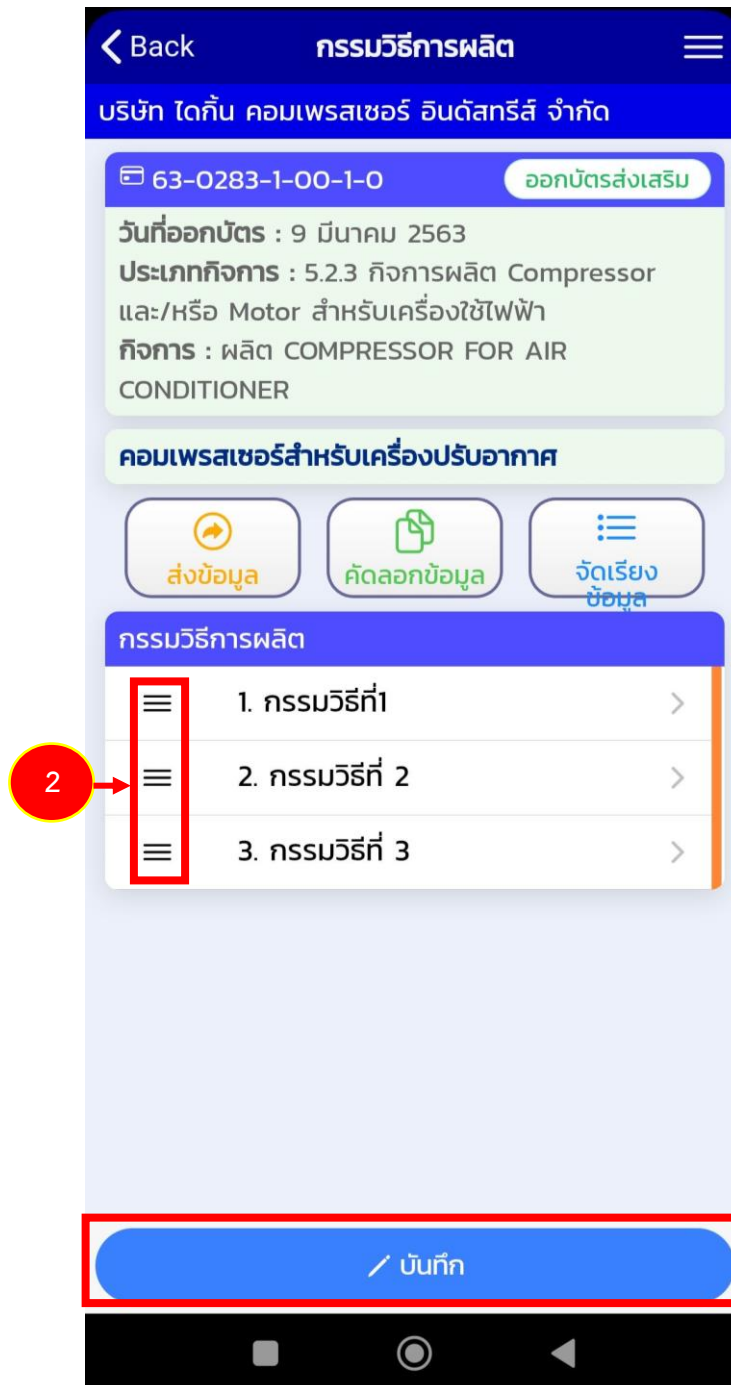 Back กรรมวิธีการผลิต
บริษัท ไดกิ้น คอมเพรสเซอร์ อินดัสทรีส์ จำกัด
63-0283-1-00-1-0 ออกบัตรส่งเสริม
วันที่ออกบัตร : 9 มีนาคม 2563
ประเภทกิจการ : 5.2.3 กิจการผลิต Compressor
และ/หรือ Motor สำหรับเครื่องใช้ไฟฟ้า
กิจการ : ผลิต COMPRESSOR FOR AIR
CONDITIONER
คอมเพรสเซอร์สำหรับเครื่องปรับอากาศ
ส่งข้อมูล คัดลอกข้อมูล จัดเรียง
ข้อมูล
กรรมวิธีการผลิต
1. กรรมวิธีที่1
2 2. กรรมวิธีที่ 2
3. กรรมวิธีที่ 3
บันทึก